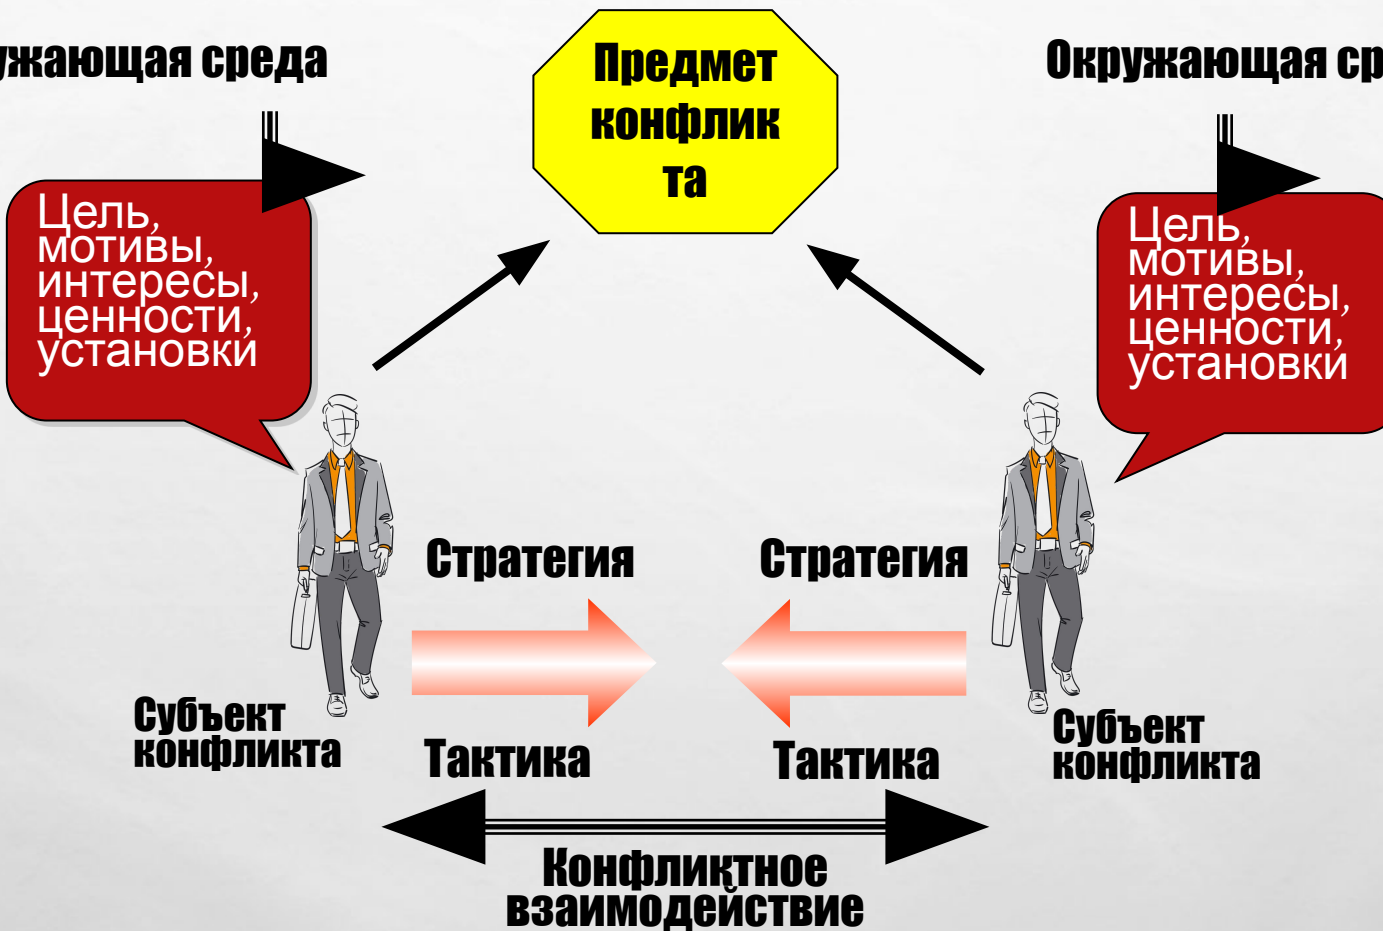 ужающая среда
Предмет
конфлик
та
Окружающая ср
Цель,
мотивы,
интересы,
ценности,
установки
Цель,
мотивы,
интересы,
ценности,
установки
Стратегия
Стратегия
Субъект
конфликта
Тактика
Тактика
Субъект
конфликта
Конфликтное
взаимодействие